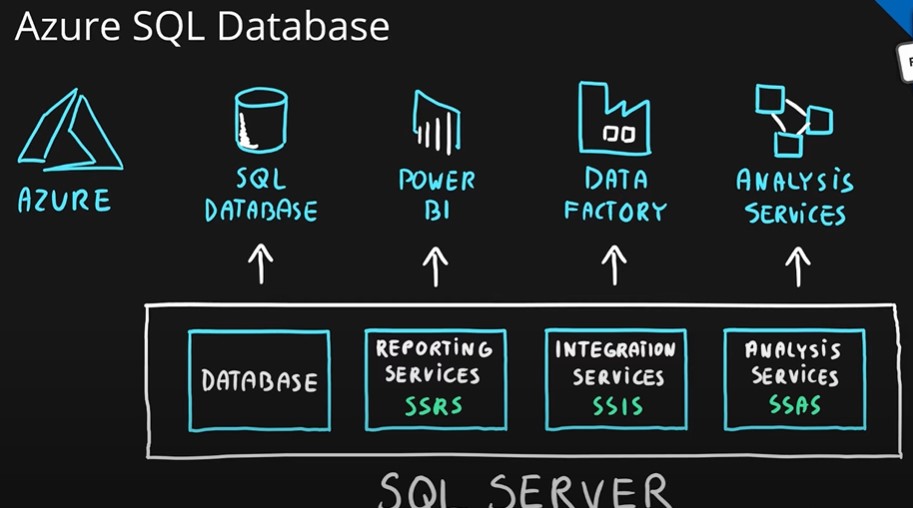 Azure SQL Database
AZURE
SQL
DATABASE
POWER
BI
DATA
FACTORY
ANALYSIS
SERVICES
DATABASE
REPORTING
SERVICES
SSRS
INTEGRATION
SERVICES
SSIS
ANALYSIS
SERVICES
SSAS
SQL SERVER